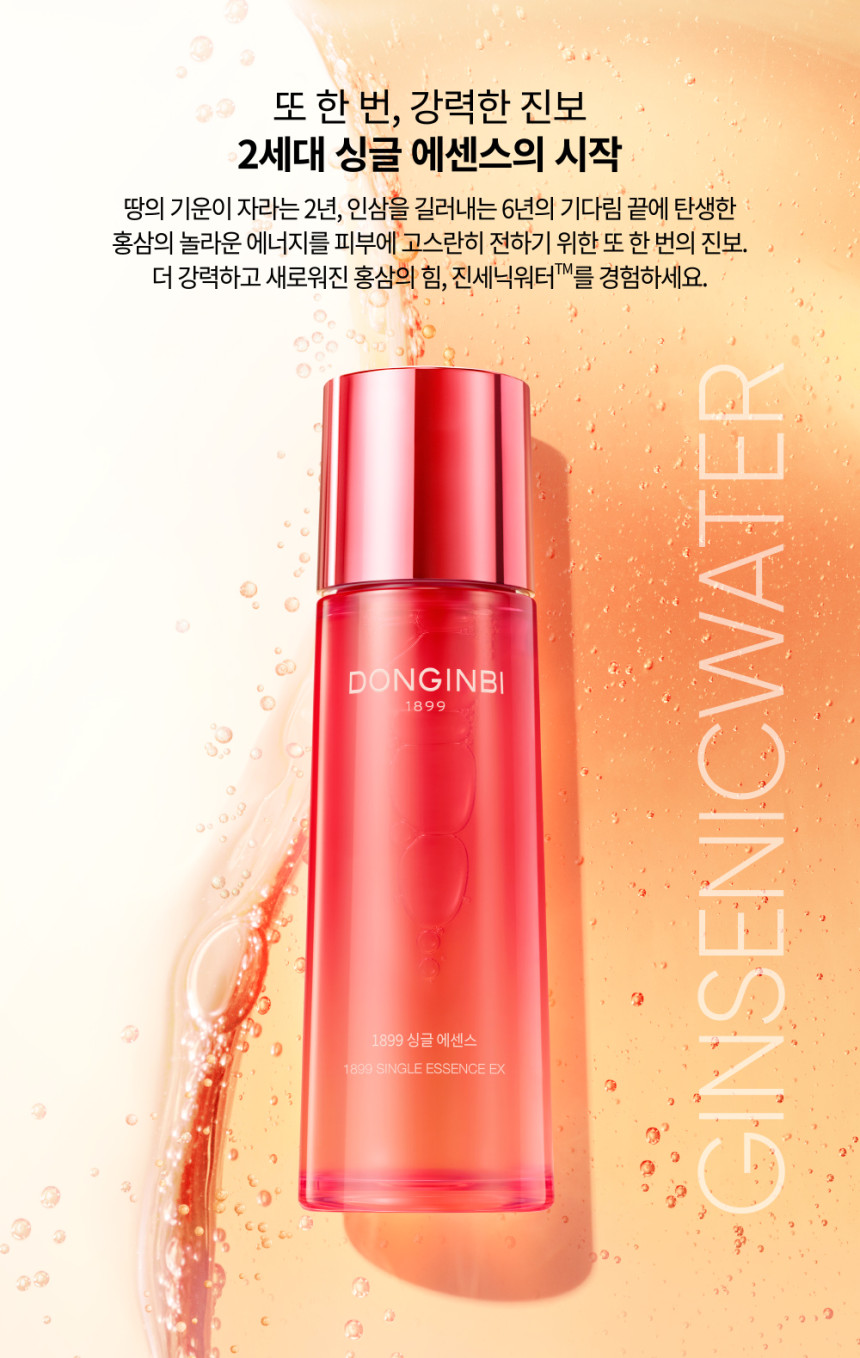 또 한 번, 강력한 진보
2세대 싱글 에센스의 시작
땅의 기운이 자라는 2년, 인삼을 길러내는 6년의 기다림 끝에 탄생한
홍삼의 놀라운 에너지를 피부에 고스란히 전하기 위한 또 한 번의 진보.
더 강력하고 새로워진 홍삼의 힘, 진세닉워터™를 경험하세요.
GINSENICWATER
DONGINBI
1899
1899 싱글 에센스
1899 SINGLE ESSENCE EX